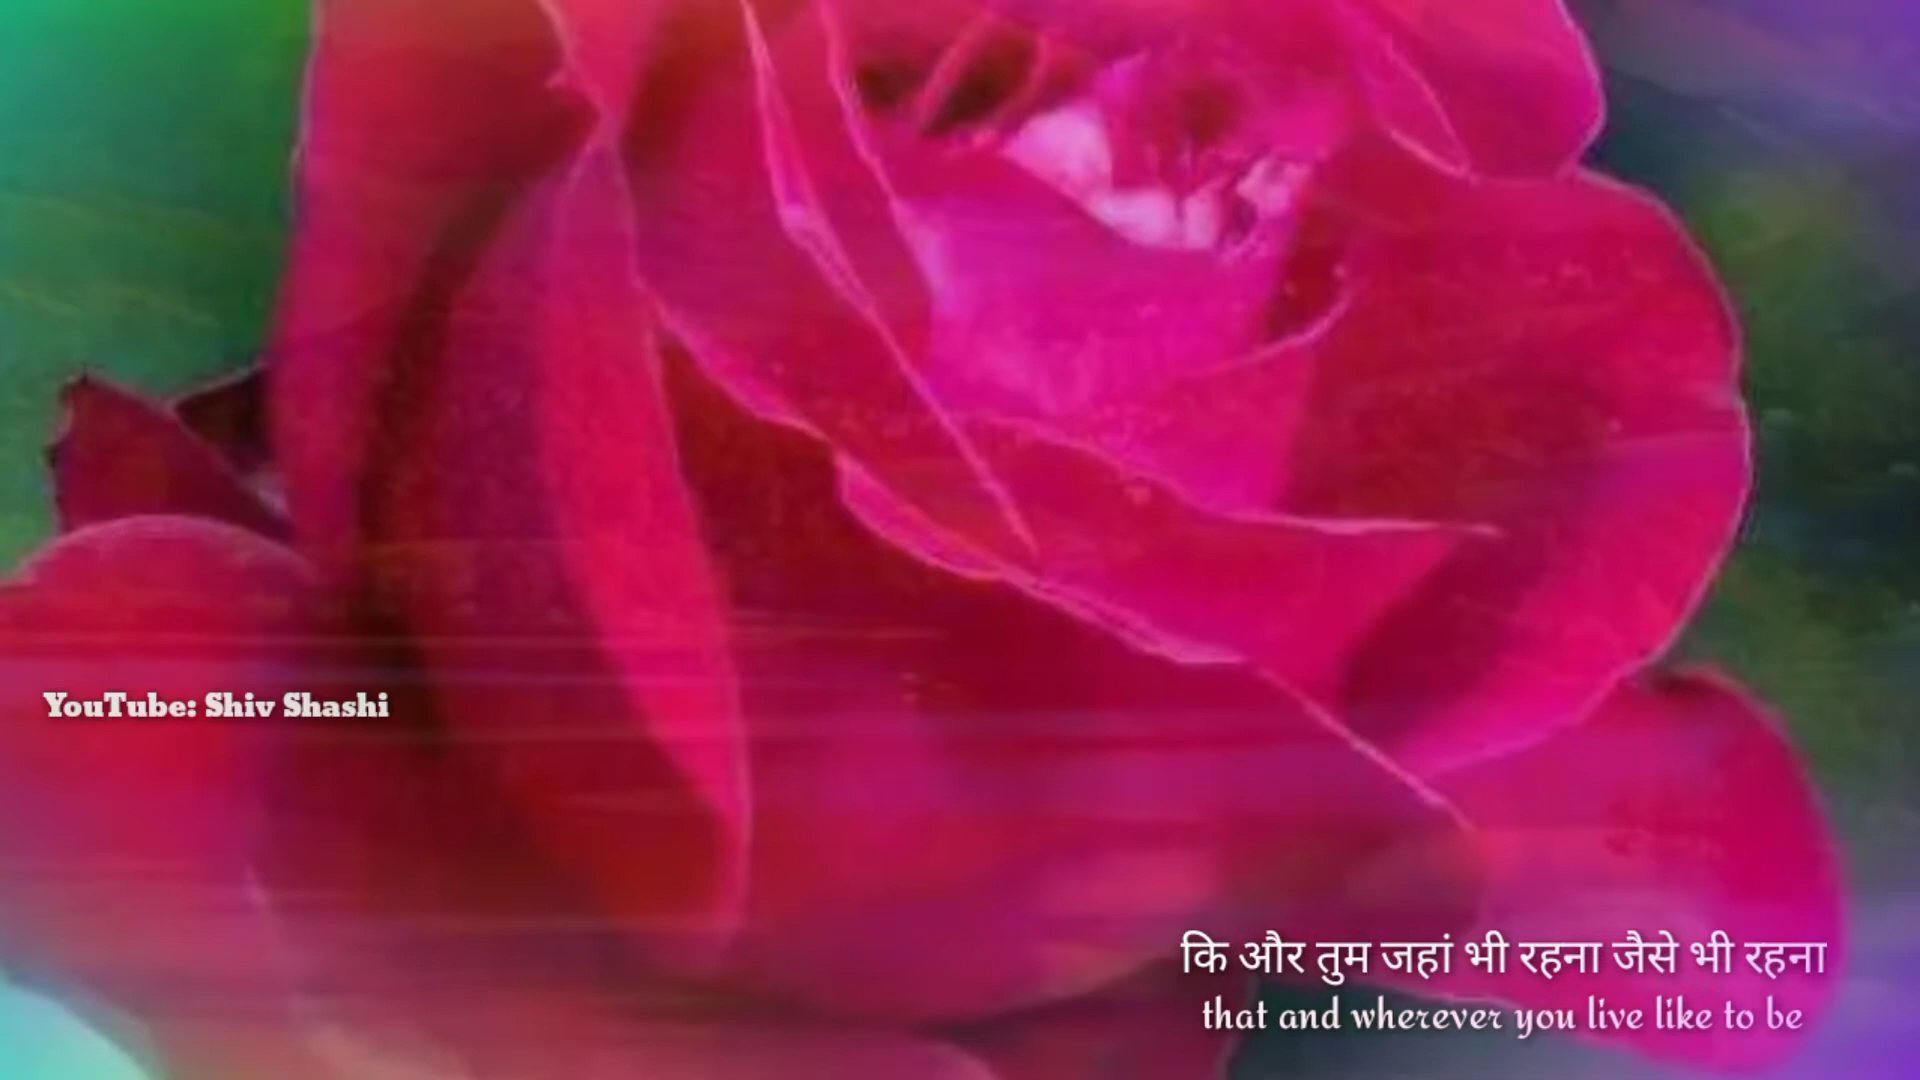 YouTube: Shiv Shashi
कि और तुम जहां भी रहना जैसे भी रहना
that and wherever you live like to be